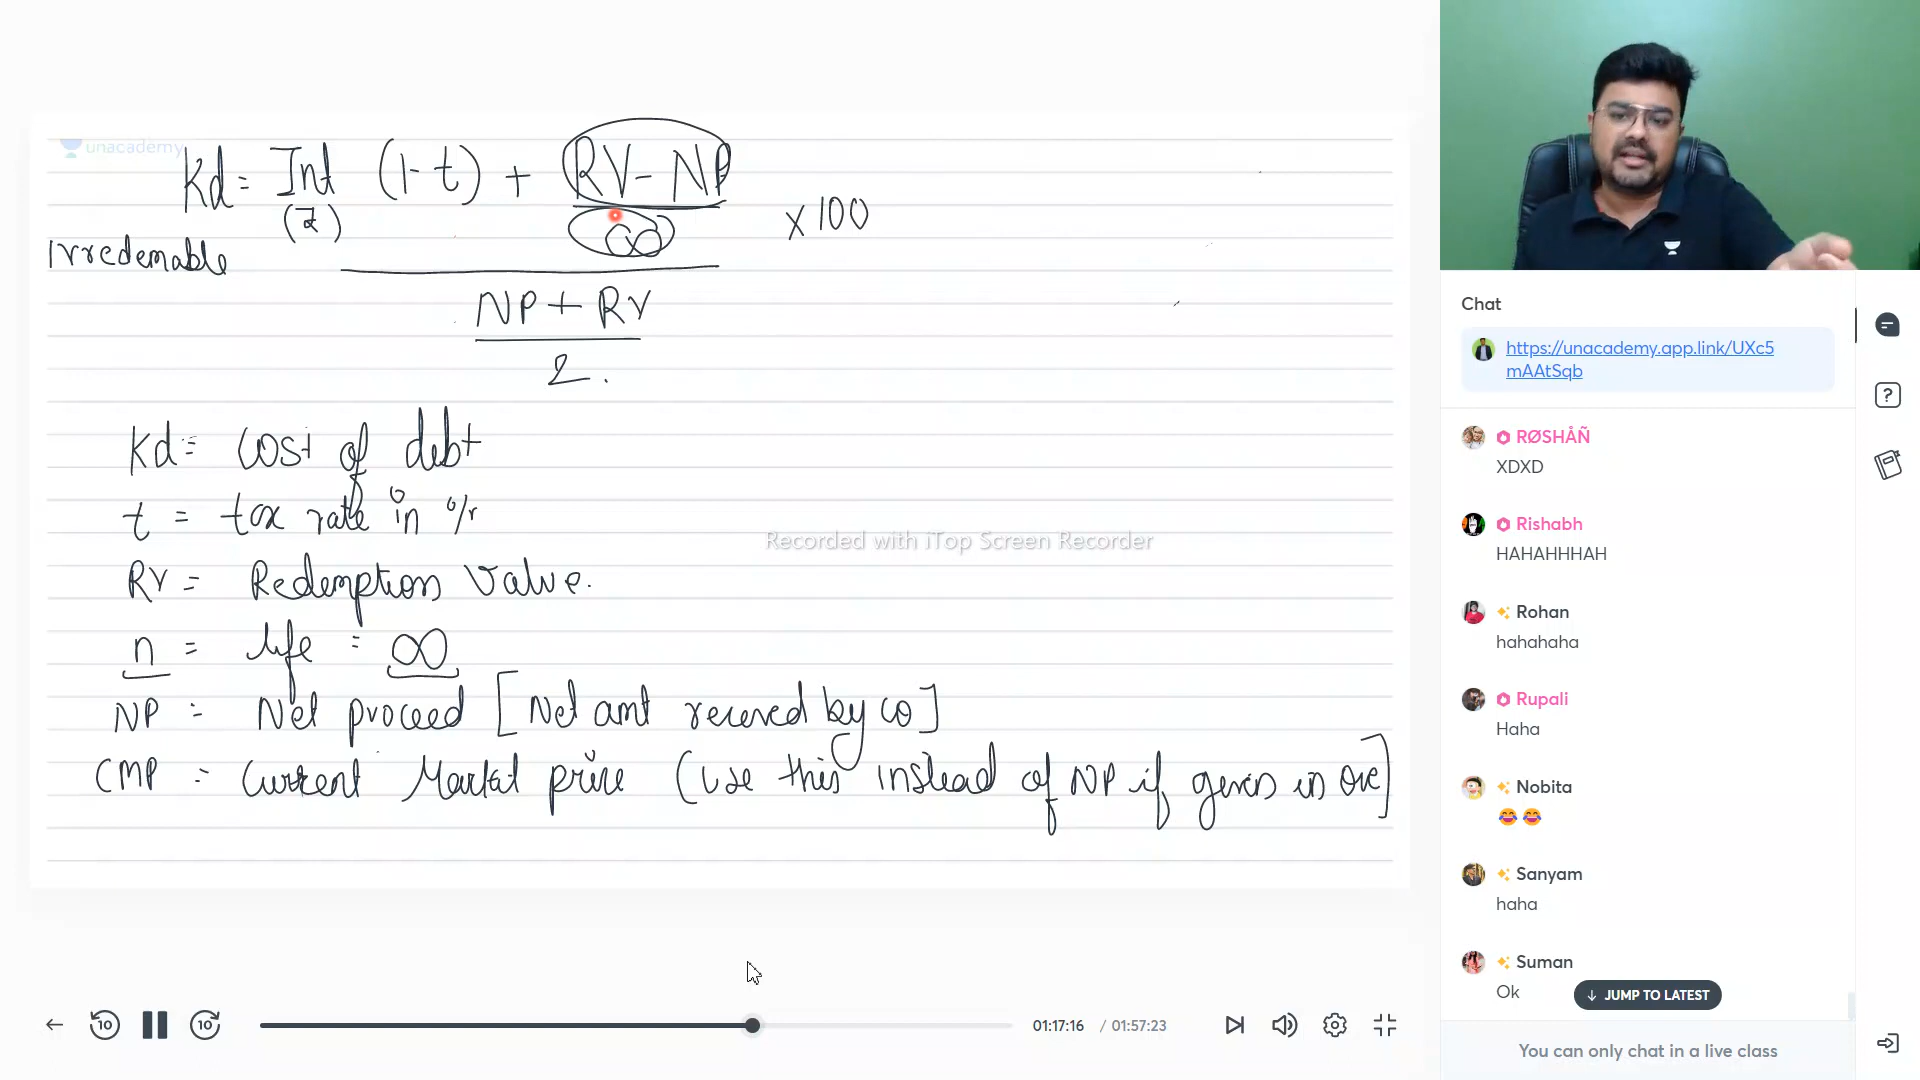 unacademy
Kd = Int (1-t) + RV - NP
(₹) ∞ x 100
Irredemable
NP + RV
2.
Kd = cost of debt
t = tax rate in %
RV = Redemption Value.
n = life = ∞
NP = Net proceed [Net amt received by co]
CMP = Current Market price (use this instead of NP if given in Que]
Recorded with iTop Screen Recorder
10
10
01:17:16 / 01:57:23
Chat
https://unacademy.app.link/UXc5
mAAtSqb
RØSHÅÑ
XDXD
Rishabh
HAHAHHHAH
Rohan
hahahaha
Rupali
Haha
Nobita
😂 😂
Sanyam
haha
Suman
Ok
↓ JUMP TO LATEST
You can only chat in a live class